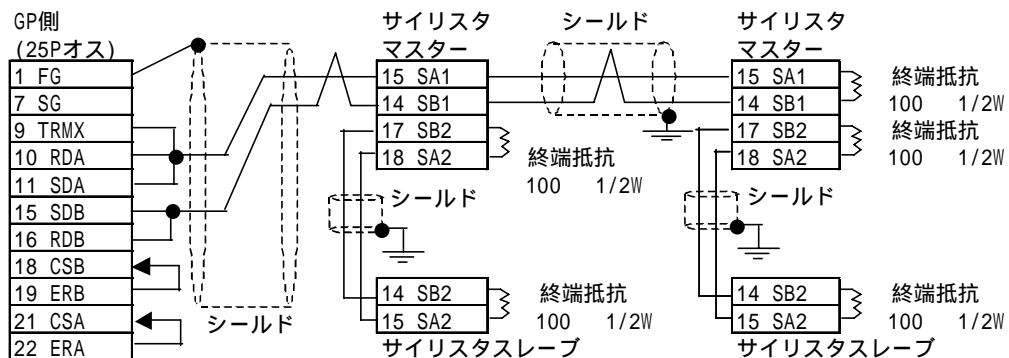 GP側
(25Pオス)
1 FG
7 SG
9 TRMX
10 RDA
11 SDA
15 SDB
16 RDB
18 CSB
19 ERB
21 CSA
22 ERA
シールド
サイリスタ
マスター
15 SA1
14 SB1
17 SB2
18 SA2
終端抵抗
100 1/2W
シールド
14 SB2
15 SA2
終端抵抗
100 1/2W
サイリスタスレーブ
シールド
サイリスタ
マスター
15 SA1
14 SB1
17 SB2
18 SA2
終端抵抗
100 1/2W
終端抵抗
100 1/2W
シールド
14 SB2
15 SA2
終端抵抗
100 1/2W
サイリスタスレーブ